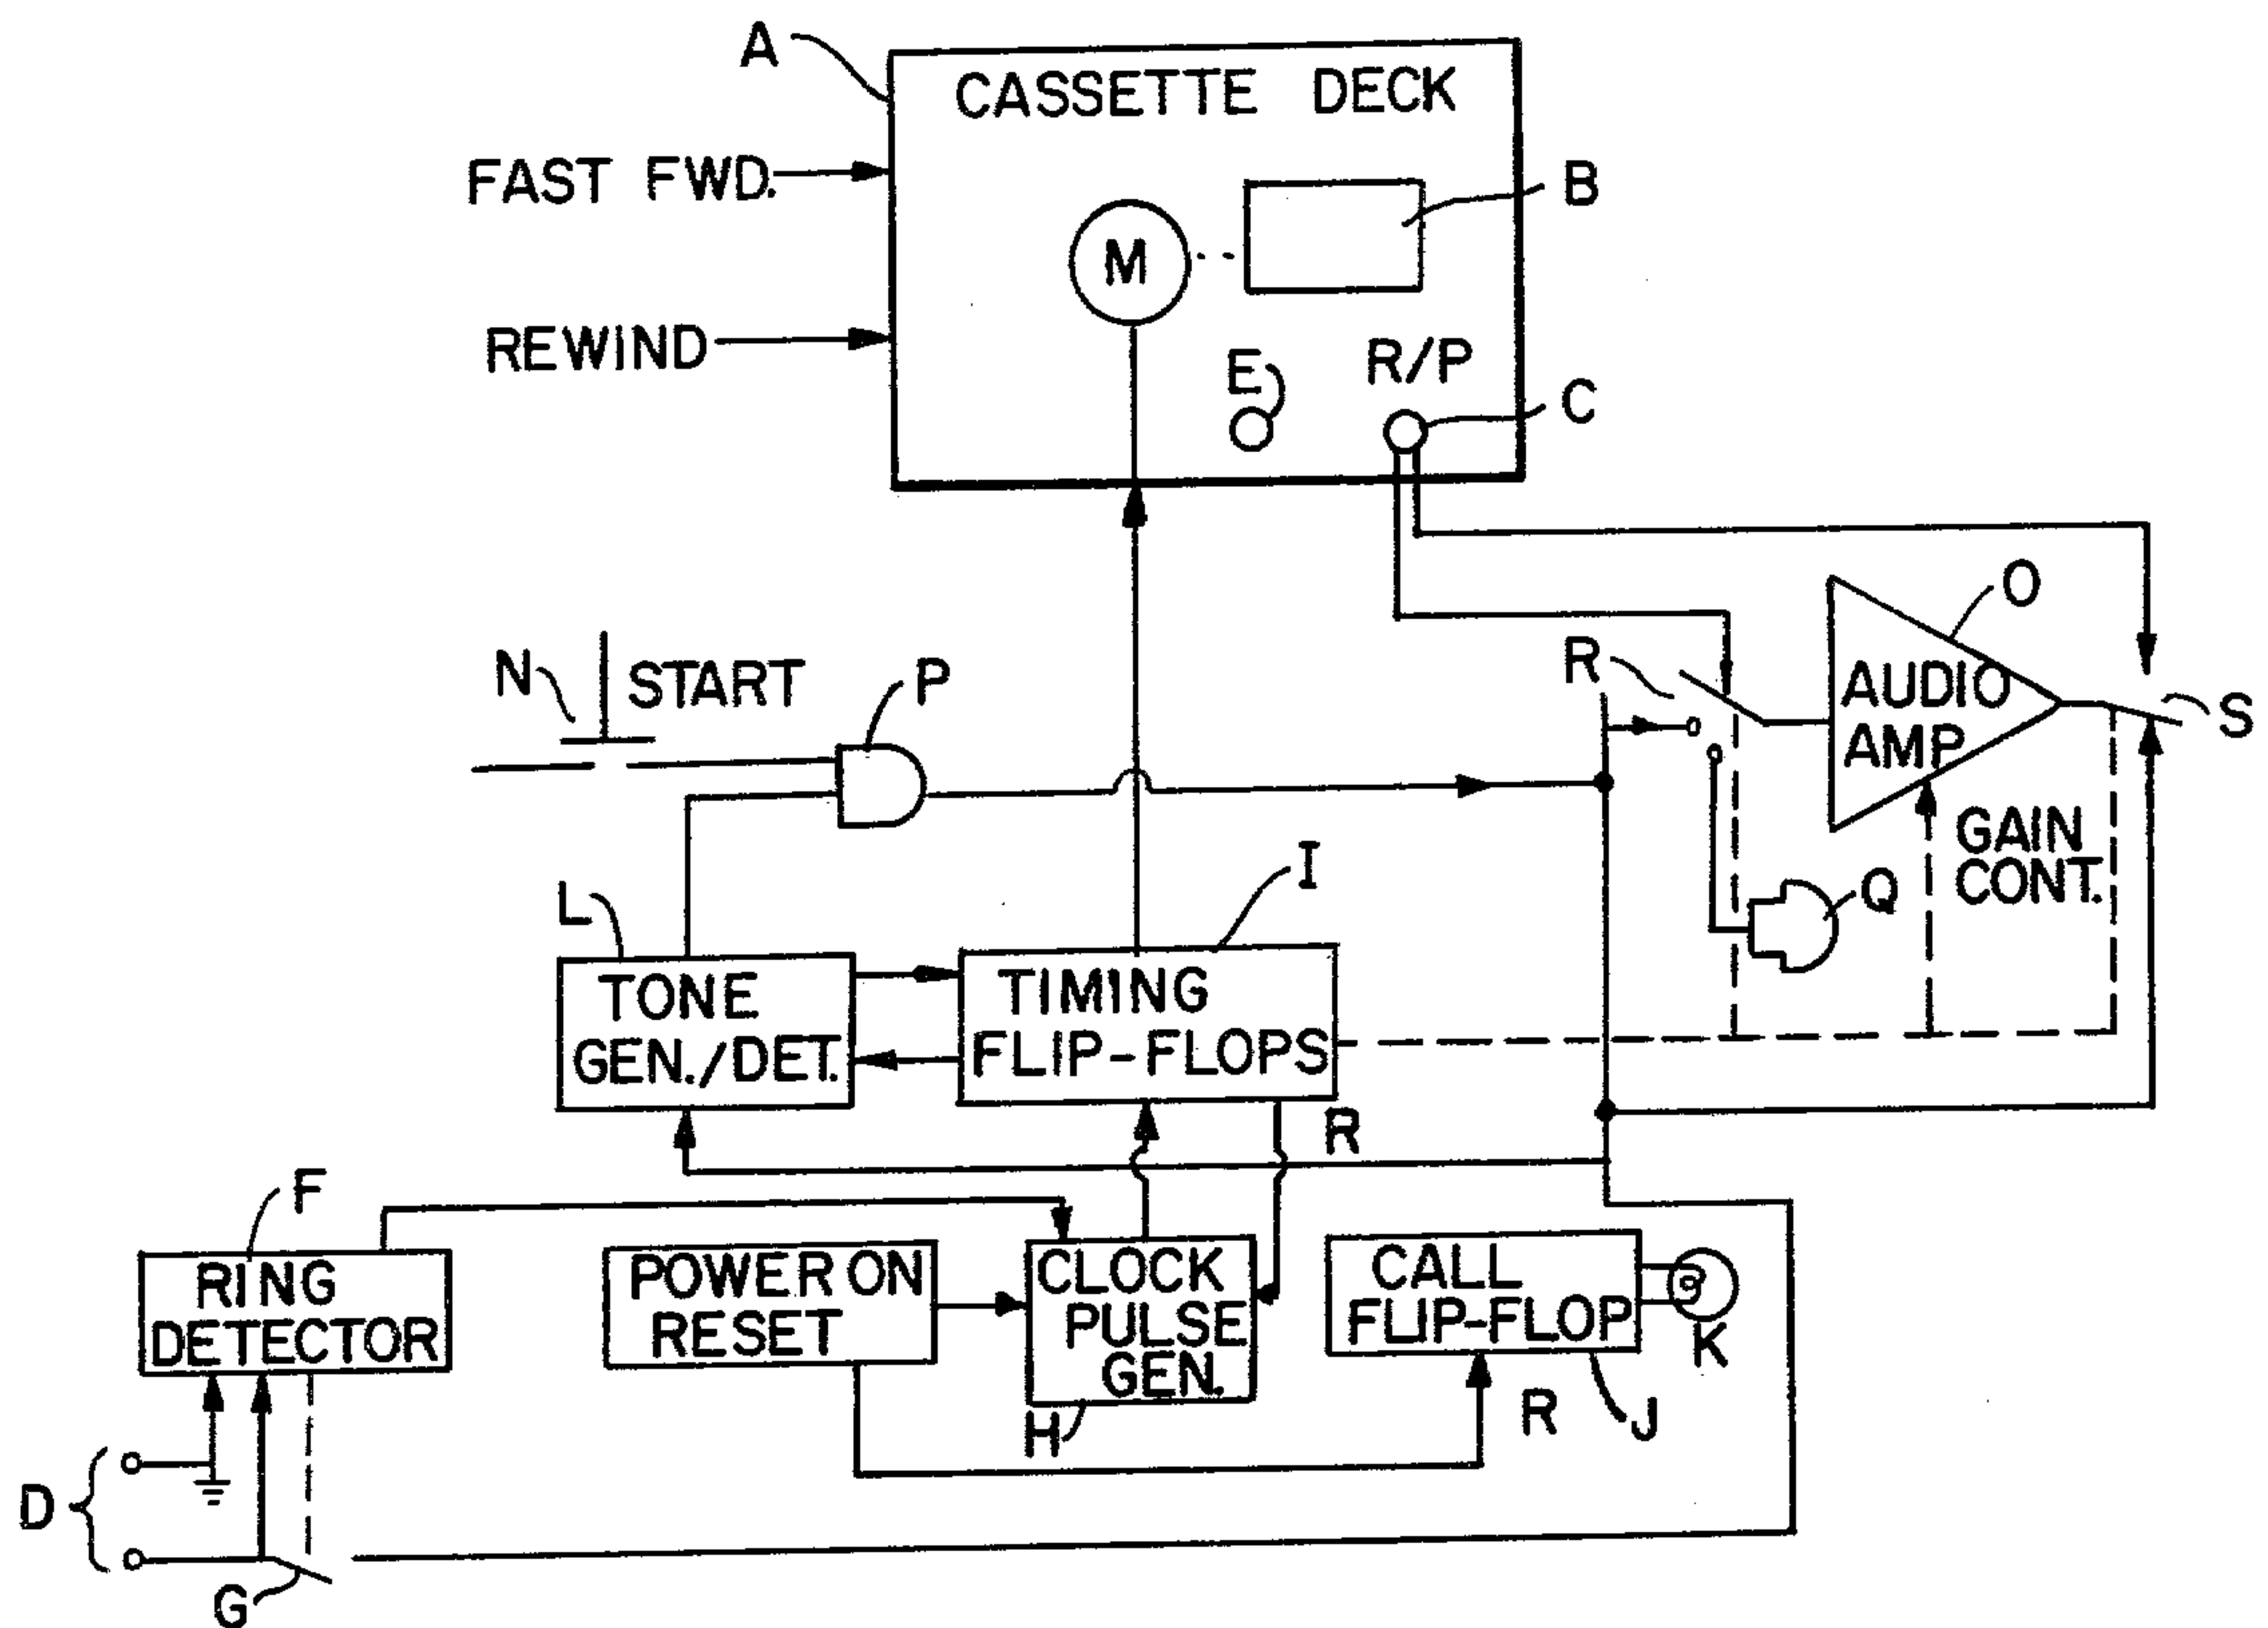 A
CASSETTE DECK
FAST FWD.
B
M
REWIND
E
R/P
C
O
N
START
P
R
AUDIO
AMP
S
GAIN
CONT.
L
I
Q
TONE
GEN./DET.
TIMING
FLIP-FLOPS
R
F
RING
DETECTOR
POWER ON
RESET
CLOCK
PULSE
GEN.
CALL
FLIP-FLOP
K
H
R
J
D
G